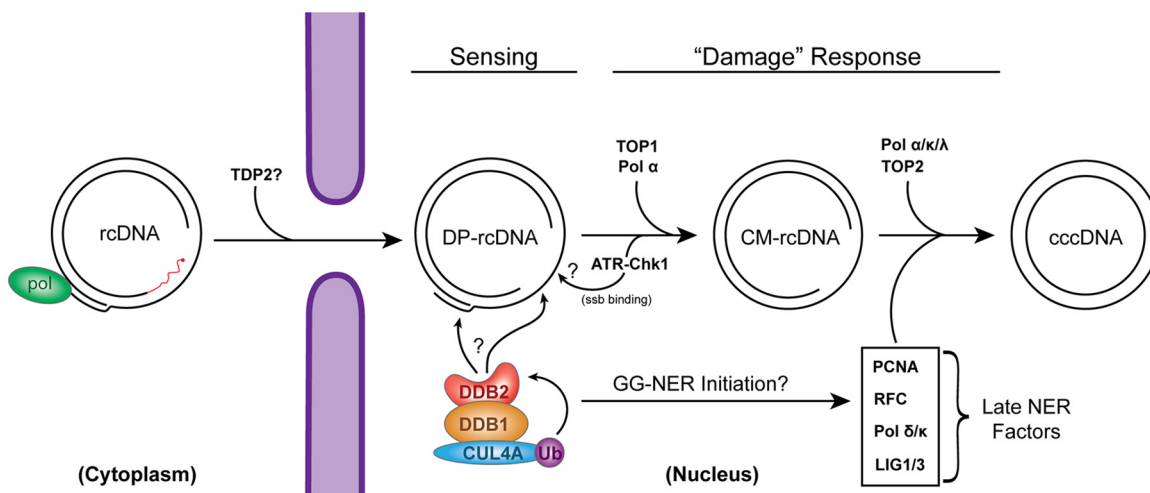 Sensing
“Damage” Response
TDP2?
TOP1
Pol α
Pol α/κ/λ
TOP2
rcDNA
pol
DP-rcDNA
CM-rcDNA
cccDNA
ATR-Chk1
?
(ssb binding)
?
DDB2
DDB1
CUL4A
Ub
GG-NER Initiation?
PCNA
RFC
Pol δ/κ
LIG1/3
Late NER
Factors
(Cytoplasm)
(Nucleus)